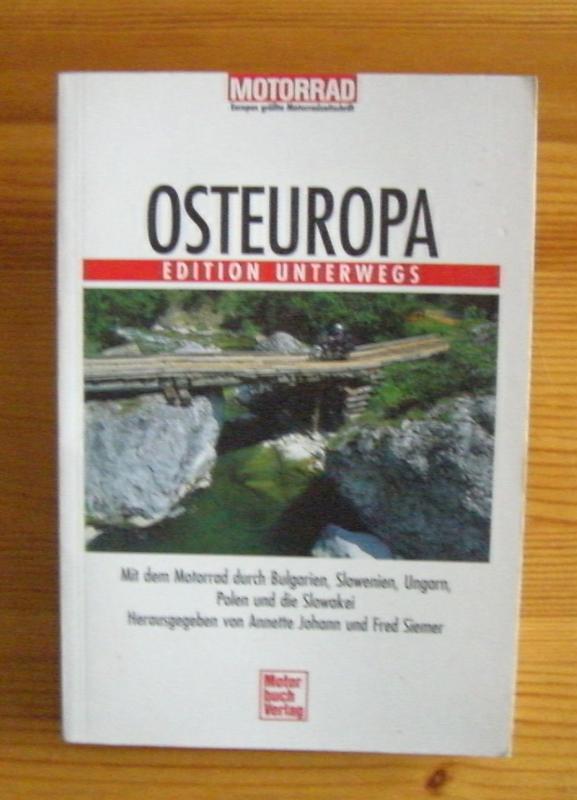 MOTORRAD
Europas größte Motorradzeitschrift
OSTEUROPA
EDITION UNTERWEGS
Mit dem Motorrad durch Bulgarien, Slowenien, Ungarn,
Polen und die Slowakei
Herausgegeben von Annette Johann und Fred Siemer
Motor
buch
Verlag